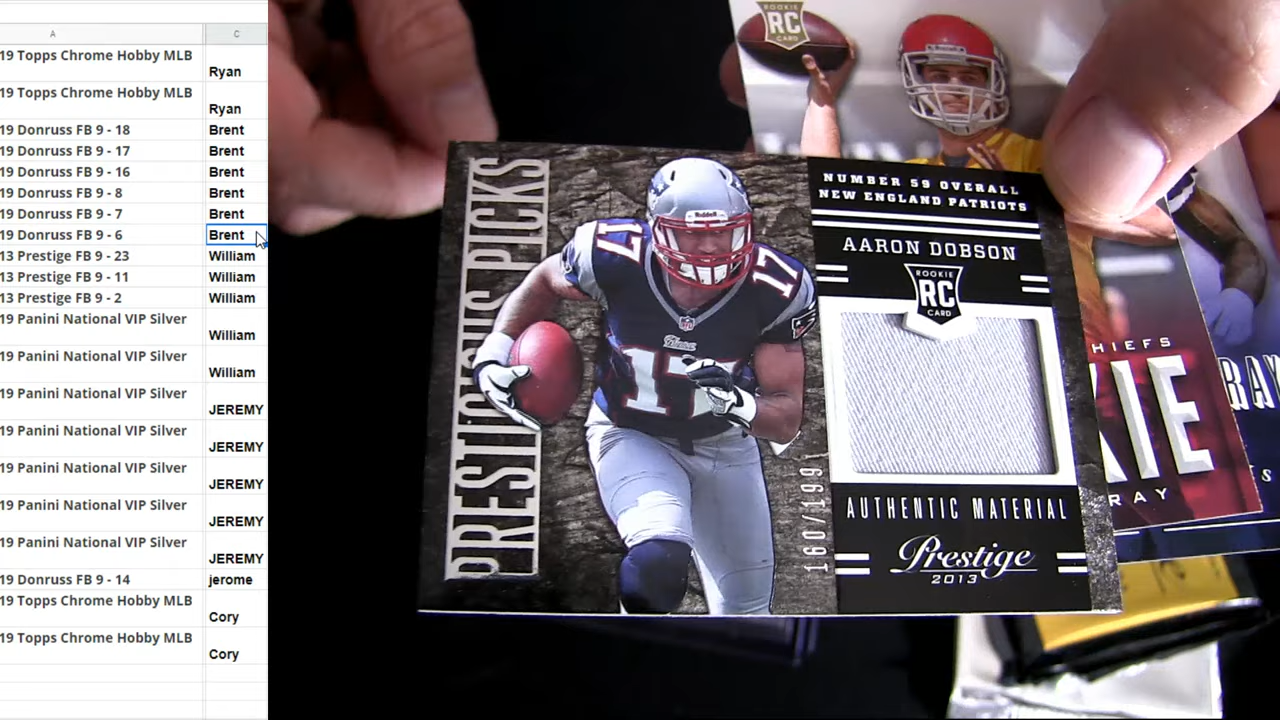 A
C
19 Topps Chrome Hobby MLB
Ryan
19 Topps Chrome Hobby MLB
Ryan
19 Donruss FB 9 - 18 Brent
19 Donruss FB 9 - 17 Brent
19 Donruss FB 9 - 16 Brent
19 Donruss FB 9 - 8 Brent
19 Donruss FB 9 - 7 Brent
19 Donruss FB 9 - 6 Brent
13 Prestige FB 9 - 23 William
13 Prestige FB 9 - 11 William
13 Prestige FB 9 - 2 William
19 Panini National VIP Silver
William
19 Panini National VIP Silver
William
19 Panini National VIP Silver
JEREMY
19 Panini National VIP Silver
JEREMY
19 Panini National VIP Silver
JEREMY
19 Panini National VIP Silver
JEREMY
19 Panini National VIP Silver
JEREMY
19 Donruss FB 9 - 14 jerome
19 Topps Chrome Hobby MLB
Cory
19 Topps Chrome Hobby MLB
Cory
ROOKIE
RC
CARD
PRESTIGIOUS PICKS
Riddell
17
17
NFL
Patriots
17
NUMBER 59 OVERALL
NEW ENGLAND PATRIOTS
AARON DOBSON
ROOKIE
RC
CARD
160/199
AUTHENTIC MATERIAL
Prestige
2013
HIEFS
KIE
RAY
RAY